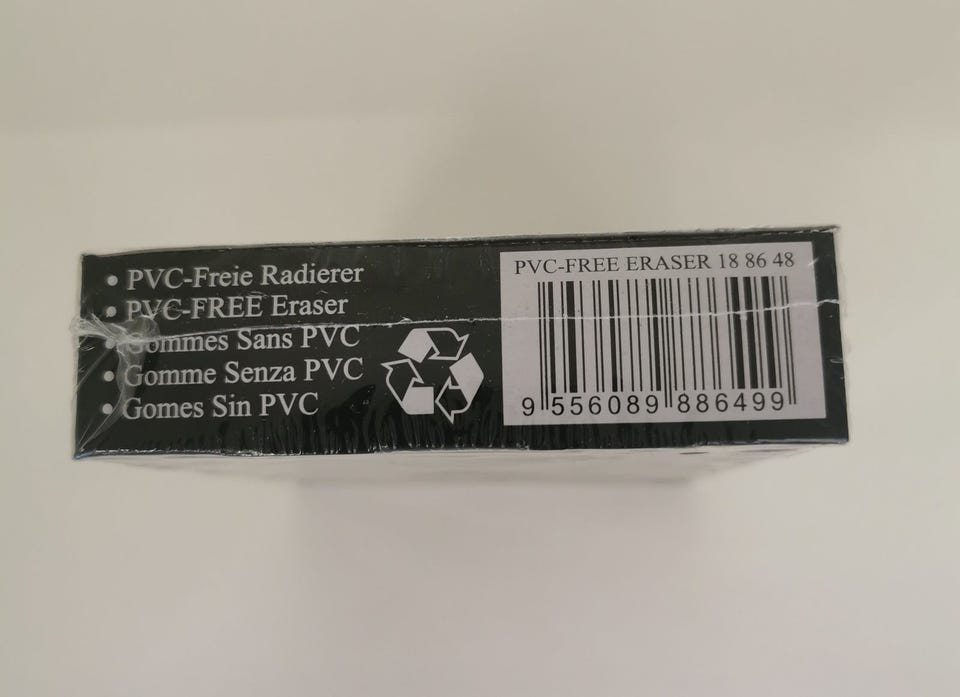 • PVC-Freie Radierer
• PVC-FREE Eraser
• Gommes Sans PVC
• Gomme Senza PVC
• Gomes Sin PVC
PVC-FREE ERASER 18 86 48
9 556089 886499